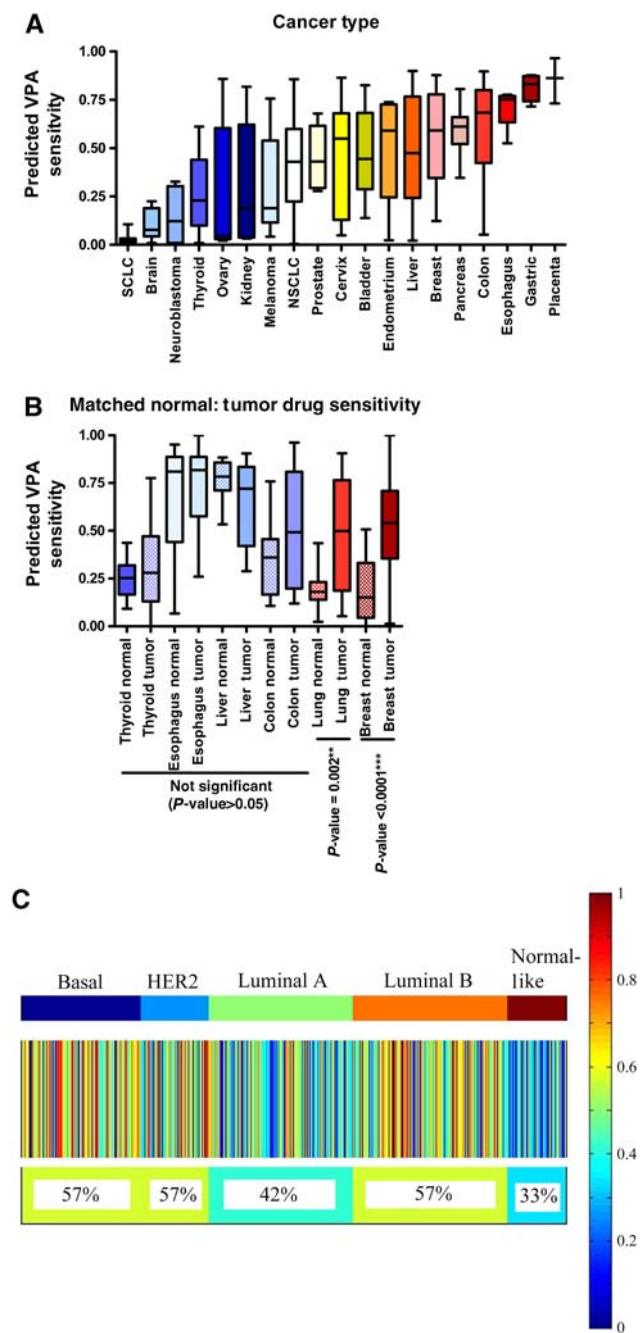 A
Cancer type
Predicted VPA
sensitivity
1.00
0.75
0.50
0.25
0.00
SCLC
Brain
Neuroblastoma
Thyroid
Ovary
Kidney
Melanoma
NSCLC
Prostate
Cervix
Bladder
Endometrium
Liver
Breast
Pancreas
Colon
Esophagus
Gastric
Placenta
B
Matched normal: tumor drug sensitivity
Predicted VPA
sensitivity
1.00
0.75
0.50
0.25
0.00
Thyroid normal
Thyroid tumor
Esophagus normal
Esophagus tumor
Liver normal
Liver tumor
Colon normal
Colon tumor
Lung normal
Lung tumor
Breast normal
Breast tumor
Not significant
(P-value>0.05)
P-value = 0.002**
P-value <0.0001***
C
Basal
HER2
Luminal A
Luminal B
Normal-
like
57%
57%
42%
57%
33%
1
0.8
0.6
0.4
0.2
0